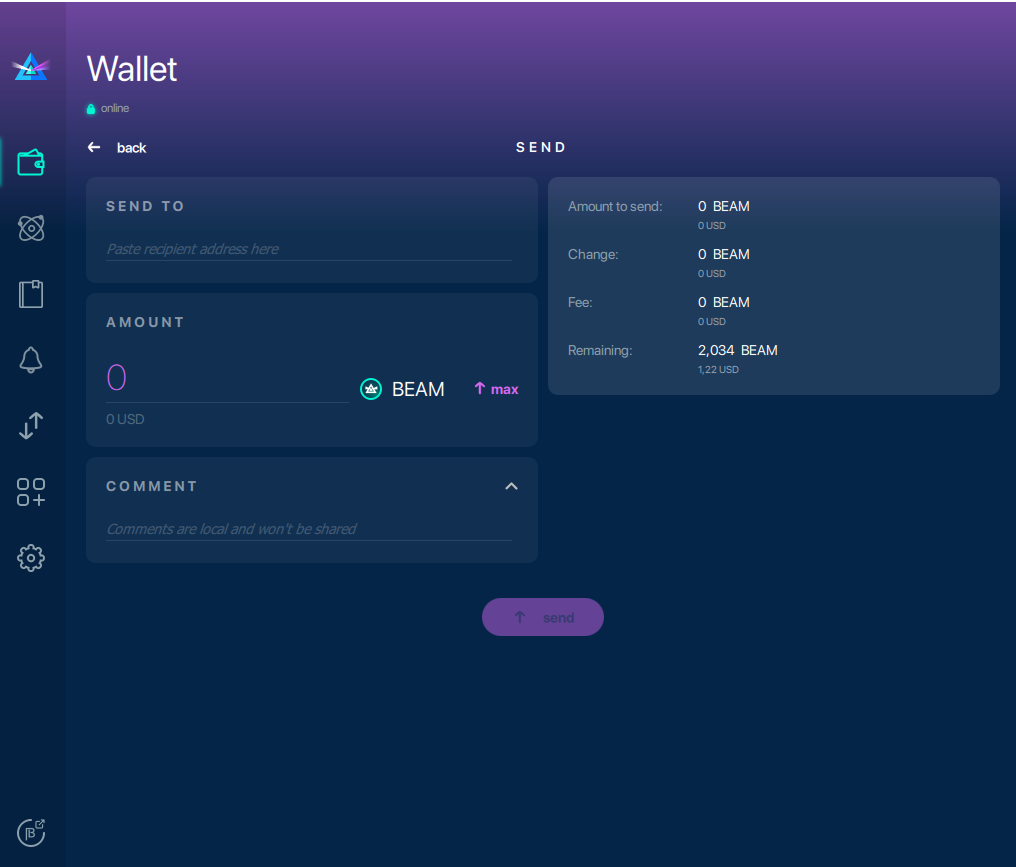 Wallet
online
back
SEND
SEND TO
Paste recipient address here
AMOUNT
0
BEAM
max
0 USD
COMMENT
Comments are local and won't be shared
Amount to send:
0 BEAM
0 USD
Change:
0 BEAM
0 USD
Fee:
0 BEAM
0 USD
Remaining:
2,034 BEAM
1,22 USD
send